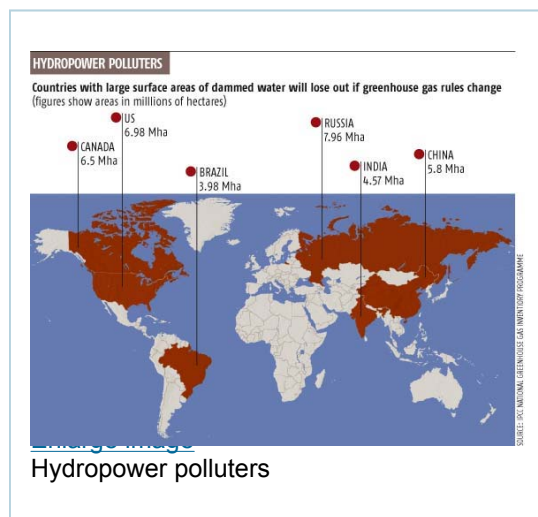 HYDROPOWER POLLUTERS
Countries with large surface areas of dammed water will lose out if greenhouse gas rules change
(figures show areas in milllions of hectares)
US
6.98 Mha
CANADA
6.5 Mha
BRAZIL
3.98 Mha
RUSSIA
7.96 Mha
INDIA
4.57 Mha
CHINA
5.8 Mha
SOURCE: IPCC NATIONAL GREENHOUSE GAS INVENTORY PROGRAMME
Enlarge image
Hydropower polluters